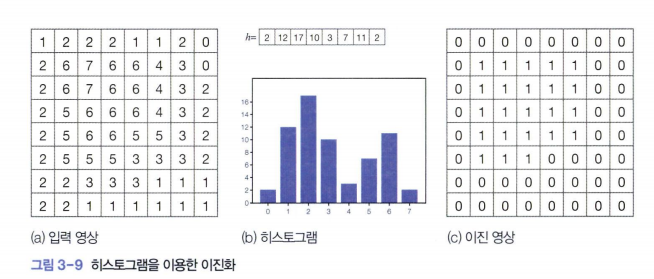 1 2 2 2 1 1 2 0
2 6 7 6 6 4 3 0
2 6 7 6 6 4 3 2
2 5 6 6 6 4 3 2
2 5 6 6 5 5 3 2
2 5 5 5 3 3 3 2
2 2 3 3 3 1 1 1
2 2 1 1 1 1 1 1
(a) 입력 영상
h= 2 12 17 10 3 7 11 2
16
14
12
10
8
6
4
2
0
0 1 2 3 4 5 6 7
(b) 히스토그램
0 0 0 0 0 0 0 0
0 1 1 1 1 1 0 0
0 1 1 1 1 1 0 0
0 1 1 1 1 1 0 0
0 1 1 1 1 1 0 0
0 1 1 1 0 0 0 0
0 0 0 0 0 0 0 0
0 0 0 0 0 0 0 0
(c) 이진 영상
그림 3-9 히스토그램을 이용한 이진화